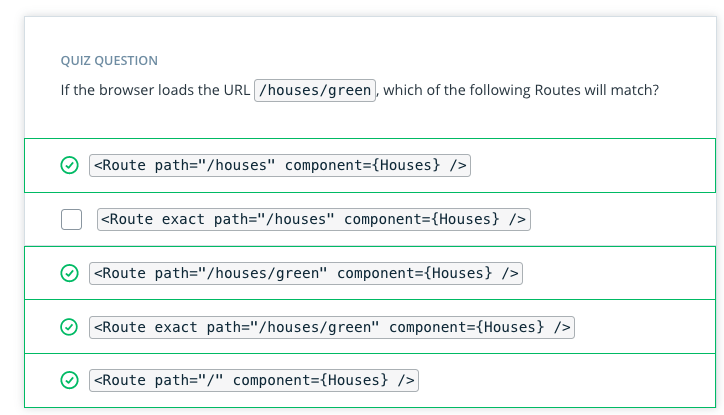 QUIZ QUESTION
If the browser loads the URL /houses/green, which of the following Routes will match?
<Route path="/houses" component={Houses} />
<Route exact path="/houses" component={Houses} />
<Route path="/houses/green" component={Houses} />
<Route exact path="/houses/green" component={Houses} />
<Route path="/" component={Houses} />